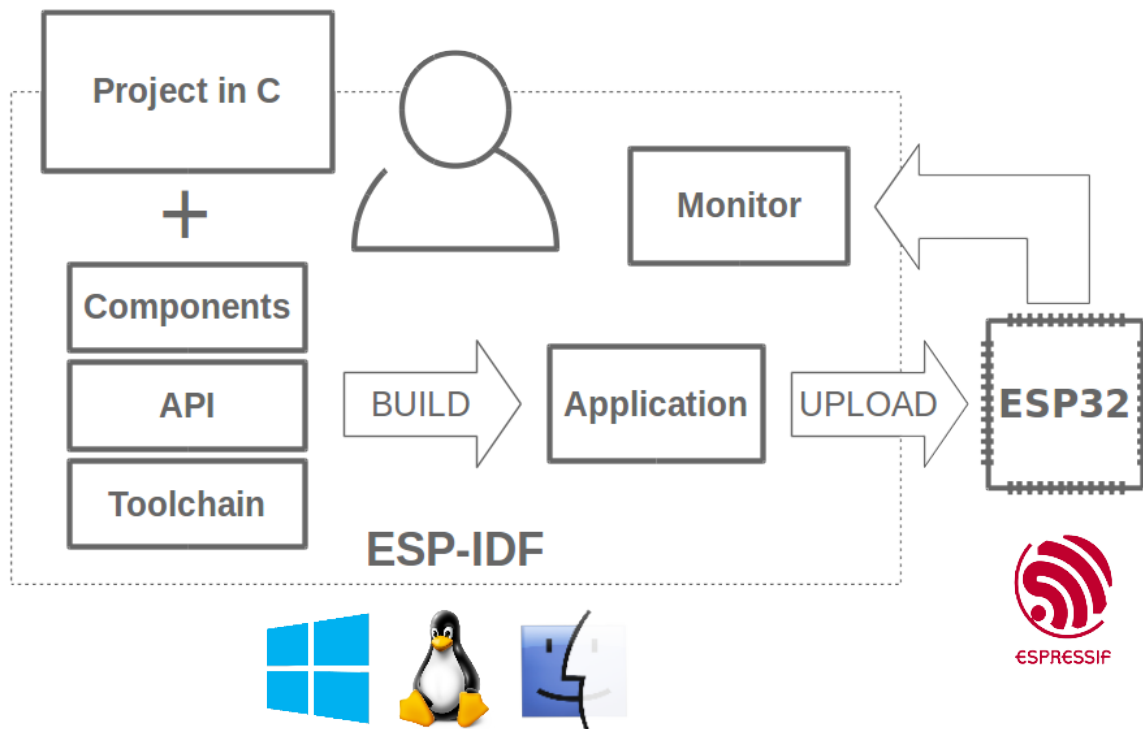 Project in C
+
Components
API
Toolchain
BUILD
Application
UPLOAD
Monitor
ESP32
ESP-IDF
ESPRESSIF